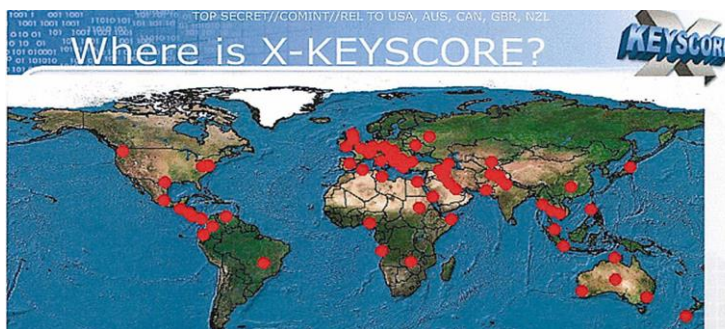 TOP SECRET//COMINT//REL TO USA, AUS, CAN, GBR, NZL
Where is X-KEYSCORE?
X
KEYSCORE